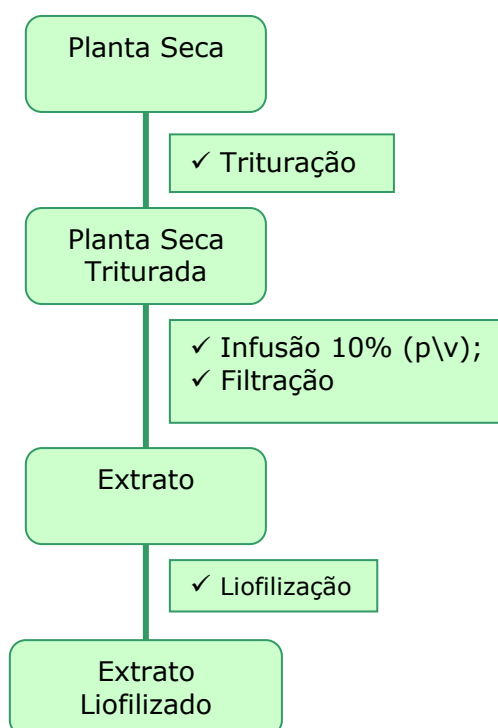 Planta Seca
✓ Trituração
Planta Seca
Triturada
✓ Infusão 10% (p\v);
✓ Filtração
Extrato
✓ Liofilização
Extrato
Liofilizado